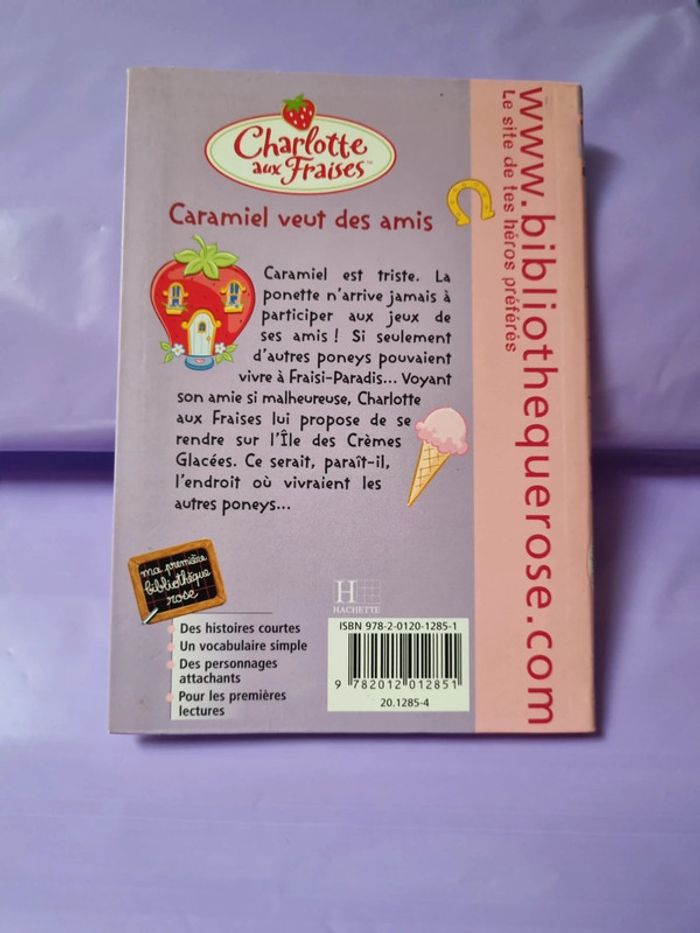 Charlotte
aux Fraises™
Caramiel veut des amis
Caramiel est triste. La
ponette n'arrive jamais à
participer aux jeux de
ses amis ! Si seulement
d'autres poneys pouvaient
vivre à Fraisi-Paradis... Voyant
son amie si malheureuse, Charlotte
aux Fraises lui propose de se
rendre sur l'Île des Crèmes
Glacées. Ce serait, paraît-il,
l'endroit où vivraient les
autres poneys...
ma première
bibliothèque
rose
Des histoires courtes
Un vocabulaire simple
Des personnages
attachants
Pour les premières
lectures
H
HACHETTE
ISBN 978-2-0120-1285-1
9 782012 012851
20.1285-4
www.bibliothequerose.com
Le site de tes héros préférés